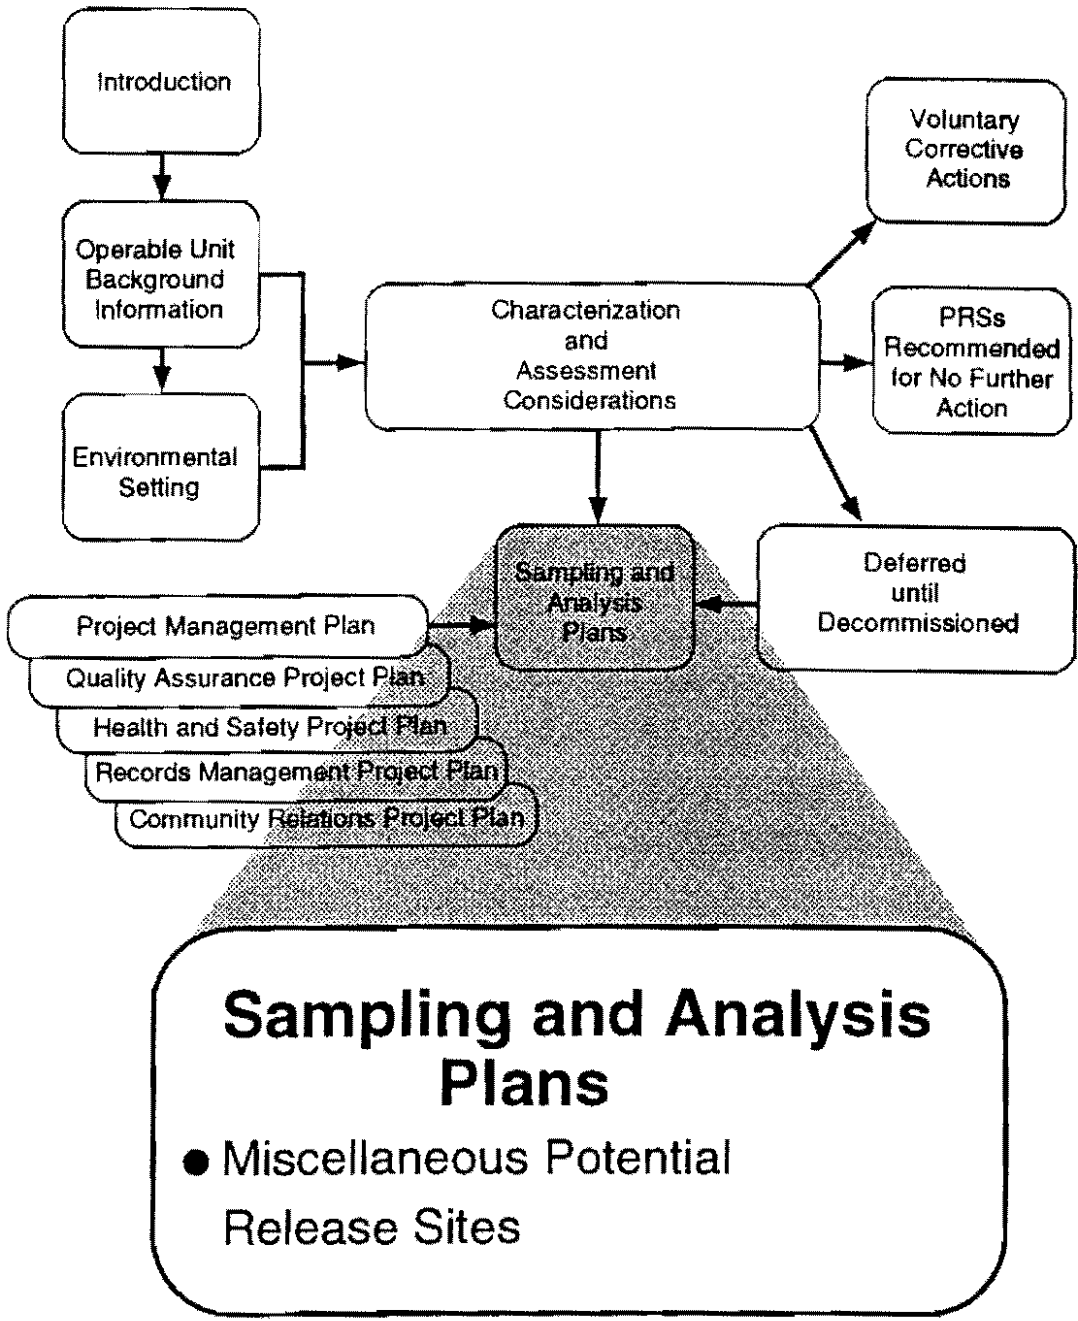 Introduction
Operable Unit
Background
Information
Environmental
Setting
Characterization
and
Assessment
Considerations
Voluntary
Corrective
Actions
PRSs
Recommended
for No Further
Action
Deferred
until
Decommissioned
Sampling and
Analysis
Plans
Project Management Plan
Quality Assurance Project Plan
Health and Safety Project Plan
Records Management Project Plan
Community Relations Project Plan
Sampling and Analysis
Plans
● Miscellaneous Potential
Release Sites